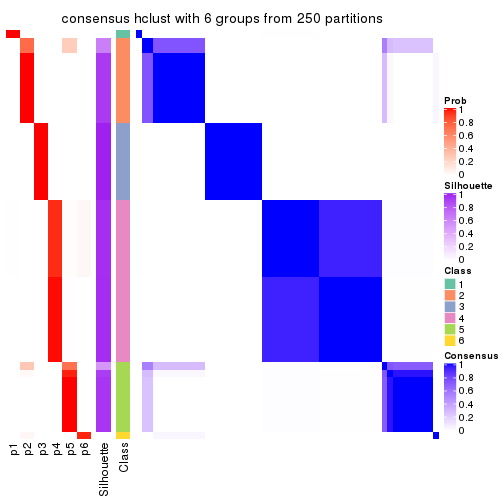 consensus hclust with 6 groups from 250 partitions
Prob
1
0.8
0.6
0.4
0.2
0
Silhouette
1
0.8
0.6
0.4
0.2
0
Class
1
2
3
4
5
6
Consensus
1
0.8
0.6
0.4
0.2
0
p1
p2
p3
p4
p5
p6
Silhouette
Class